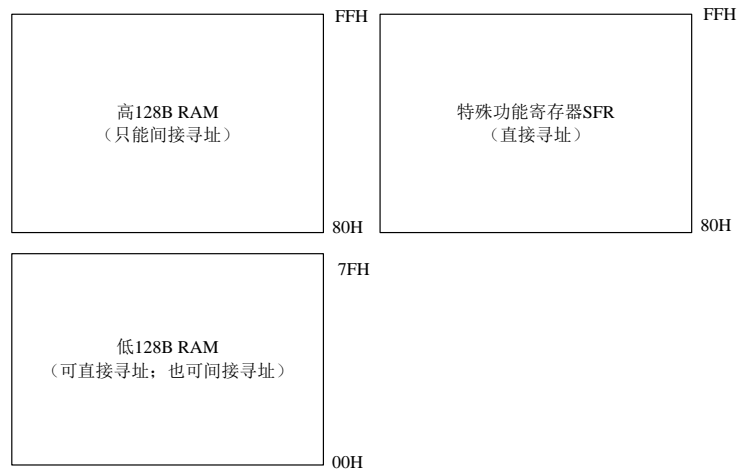 FFH
FFH
高128B RAM
（只能间接寻址）
特殊功能寄存器SFR
（直接寻址）
80H
80H
7FH
低128B RAM
（可直接寻址；也可间接寻址）
00H